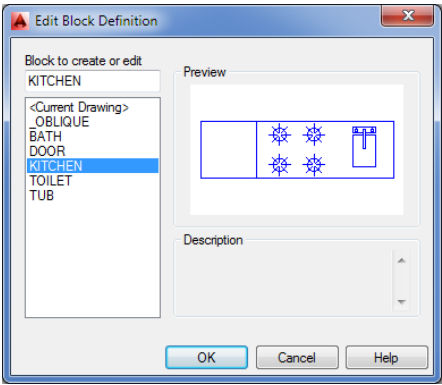 Edit Block Definition
Block to create or edit
KITCHEN
<Current Drawing>
_OBLIQUE
BATH
DOOR
KITCHEN
TOILET
TUB
Preview
Description
OK
Cancel
Help